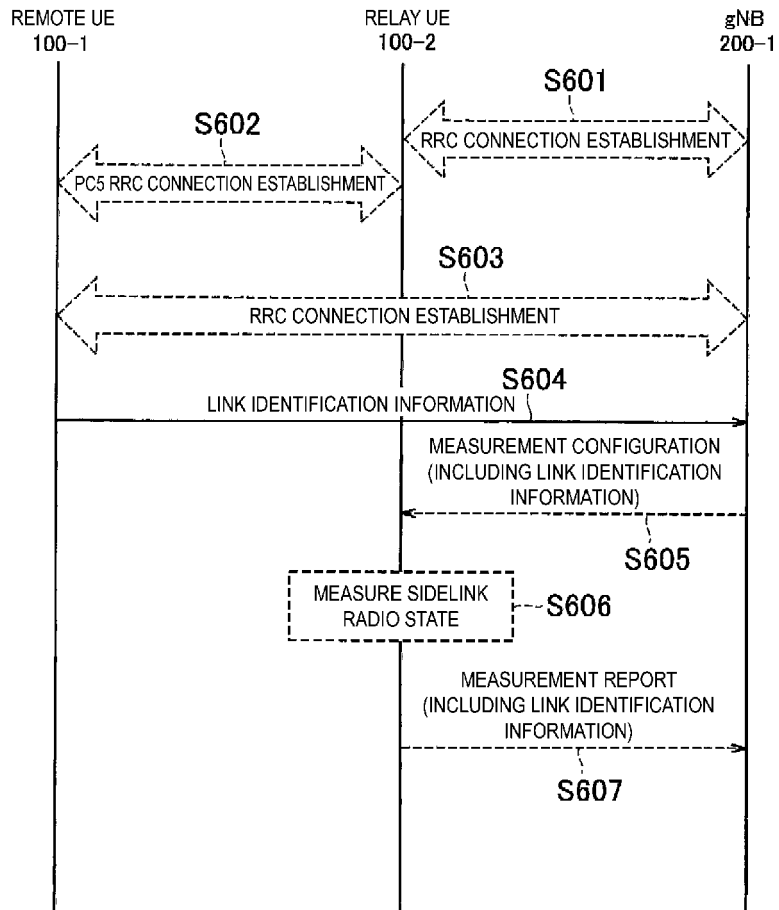 REMOTE UE
100-1
RELAY UE
100-2
gNB
200-1
S601
RRC CONNECTION ESTABLISHMENT
S602
PC5 RRC CONNECTION ESTABLISHMENT
S603
RRC CONNECTION ESTABLISHMENT
S604
LINK IDENTIFICATION INFORMATION
MEASUREMENT CONFIGURATION
(INCLUDING LINK IDENTIFICATION
INFORMATION)
S605
MEASURE SIDELINK
RADIO STATE
S606
MEASUREMENT REPORT
(INCLUDING LINK IDENTIFICATION
INFORMATION)
S607